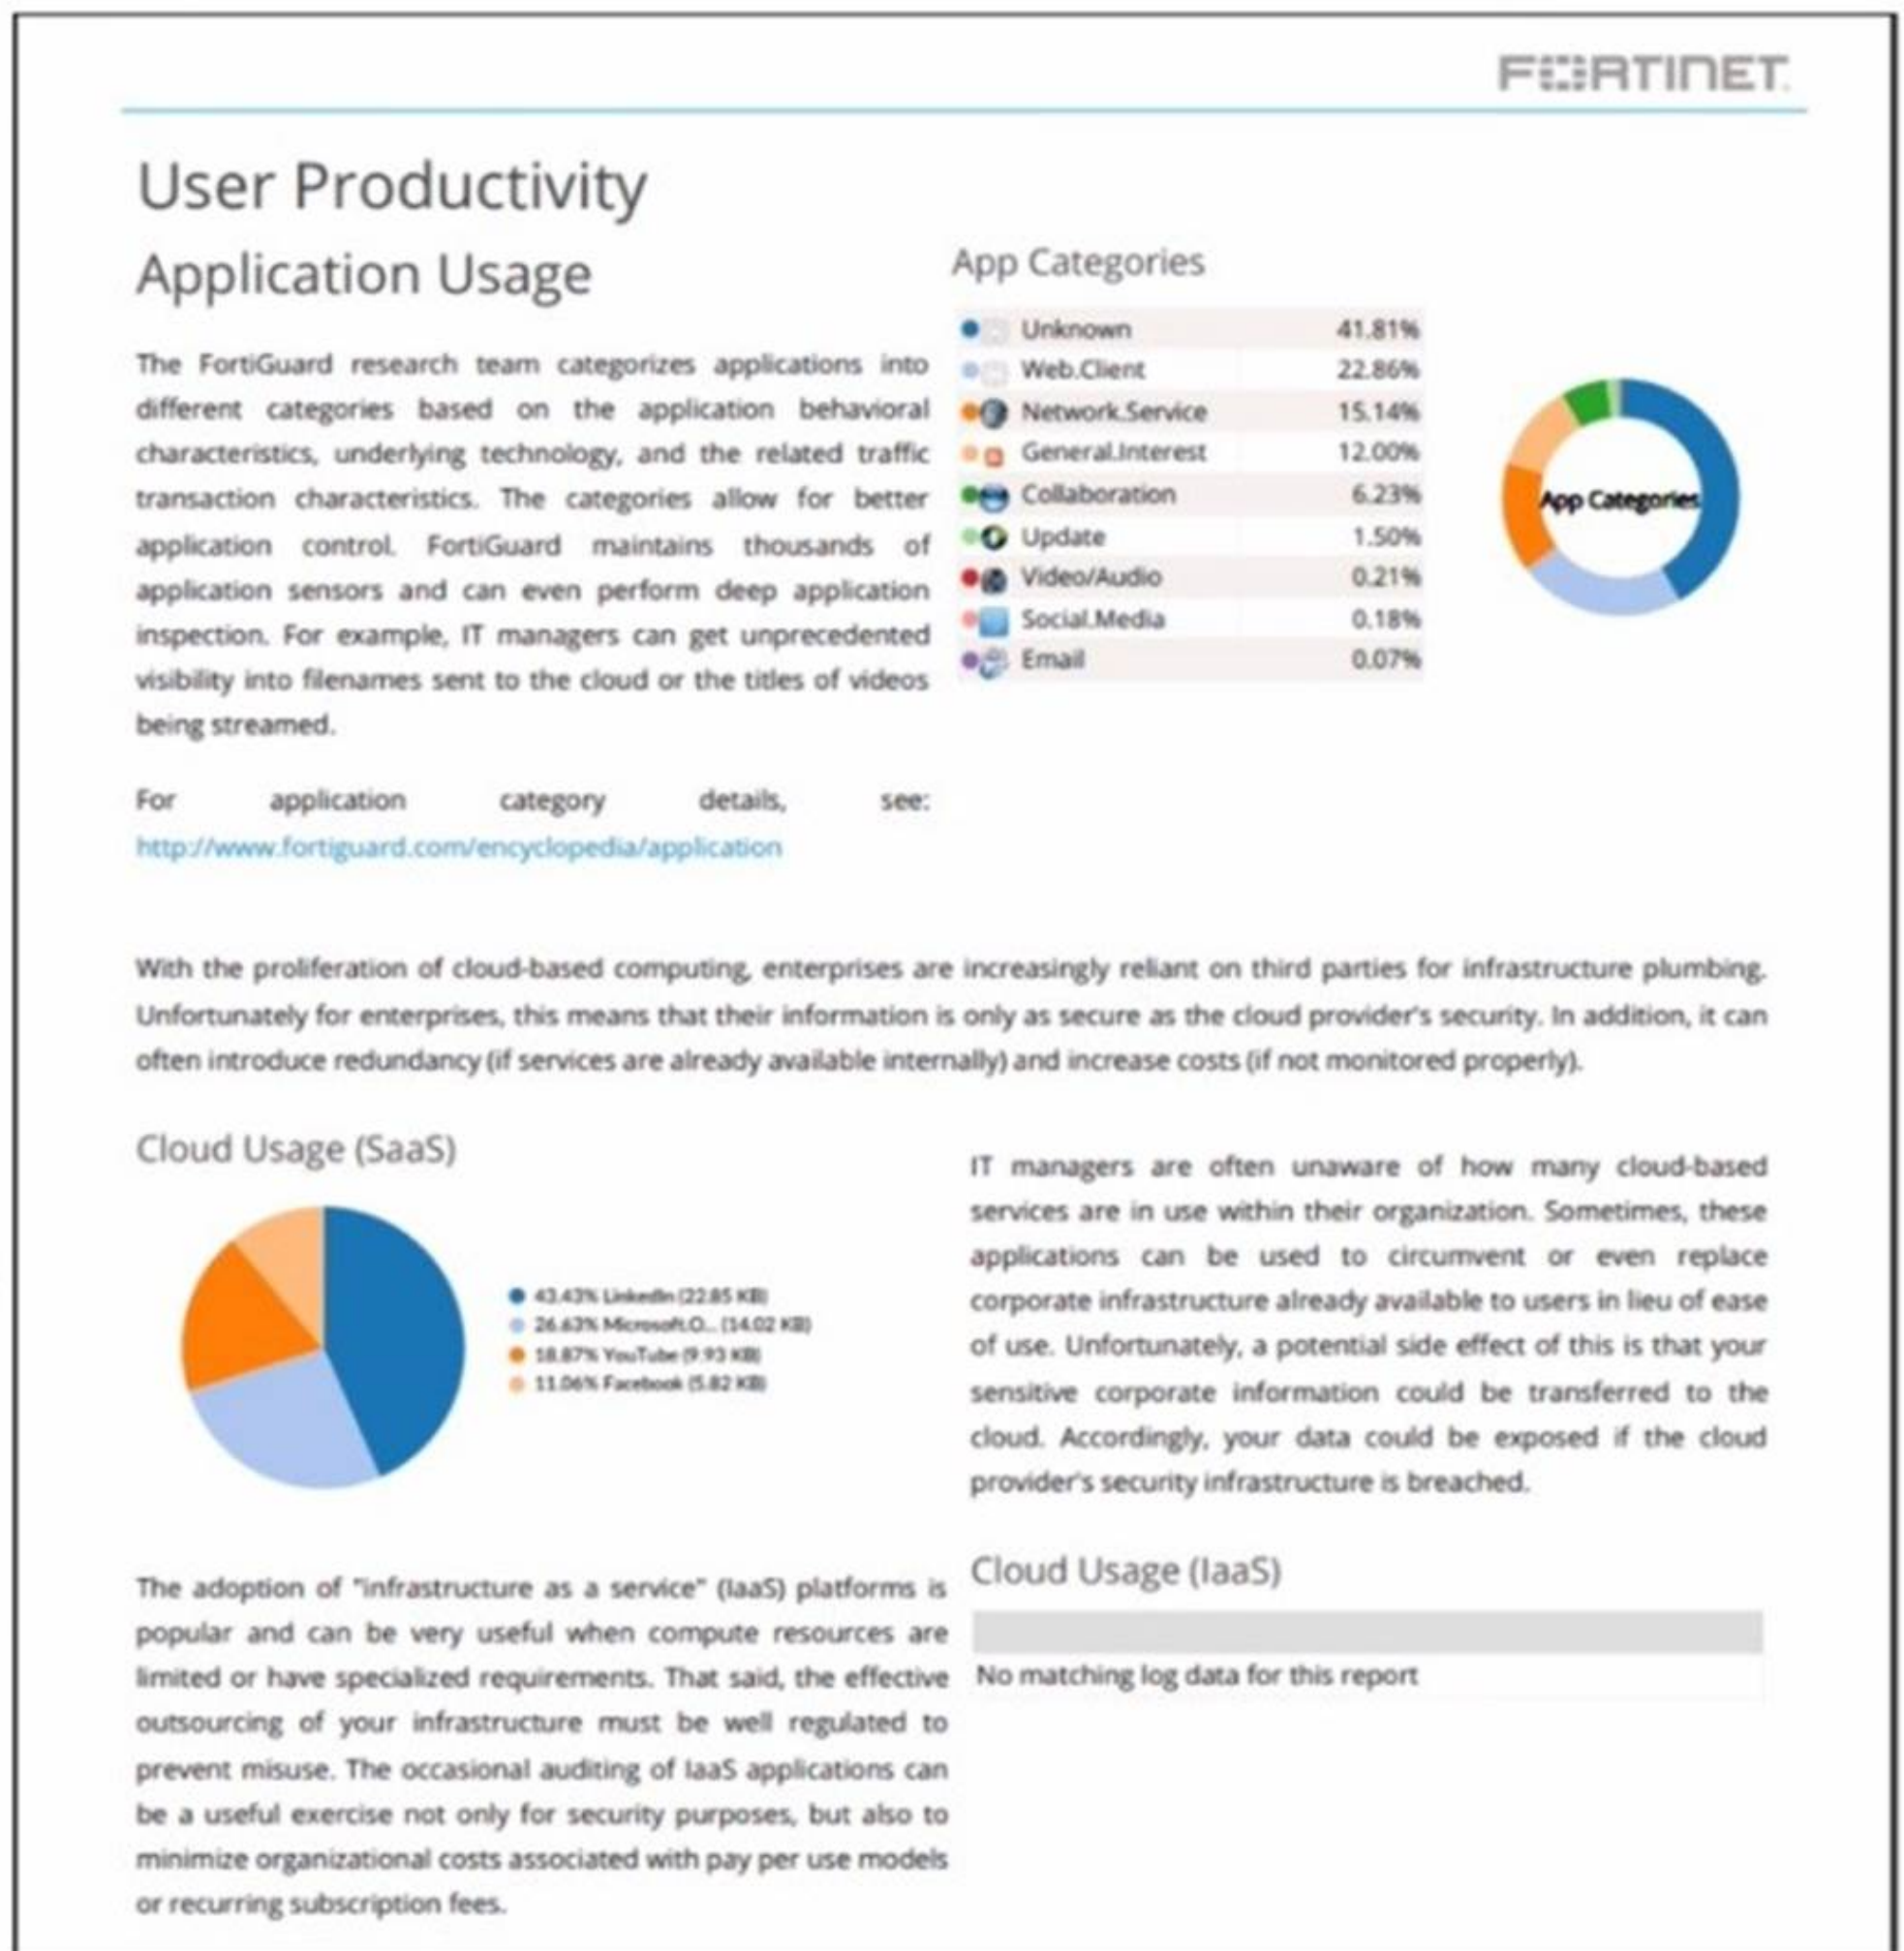 FORTINET
User Productivity
Application Usage
The FortiGuard research team categorizes applications into
different categories based on the application behavioral
characteristics, underlying technology, and the related traffic
transaction characteristics. The categories allow for better
application control. FortiGuard maintains thousands of
application sensors and can even perform deep application
inspection. For example, IT managers can get unprecedented
visibility into filenames sent to the cloud or the titles of videos
being streamed.
For application category details, see:
http://www.fortiguard.com/encyclopedia/application
App Categories
Unknown 41.81%
Web.Client 22.86%
Network.Service 15.14%
General.Interest 12.00%
Collaboration 6.23%
Update 1.50%
Video/Audio 0.21%
Social.Media 0.18%
Email 0.07%
App Categories
With the proliferation of cloud-based computing, enterprises are increasingly reliant on third parties for infrastructure plumbing.
Unfortunately for enterprises, this means that their information is only as secure as the cloud provider's security. In addition, it can
often introduce redundancy (if services are already available internally) and increase costs (if not monitored properly).
Cloud Usage (SaaS)
43.43% LinkedIn (22.85 KB)
26.63% Microsoft.O... (14.02 KB)
18.87% YouTube (9.93 KB)
11.06% Facebook (5.82 KB)
IT managers are often unaware of how many cloud-based
services are in use within their organization. Sometimes, these
applications can be used to circumvent or even replace
corporate infrastructure already available to users in lieu of ease
of use. Unfortunately, a potential side effect of this is that your
sensitive corporate information could be transferred to the
cloud. Accordingly, your data could be exposed if the cloud
provider's security infrastructure is breached.
The adoption of "infrastructure as a service" (IaaS) platforms is
popular and can be very useful when compute resources are
limited or have specialized requirements. That said, the effective
outsourcing of your infrastructure must be well regulated to
prevent misuse. The occasional auditing of IaaS applications can
be a useful exercise not only for security purposes, but also to
minimize organizational costs associated with pay per use models
or recurring subscription fees.
Cloud Usage (IaaS)
No matching log data for this report